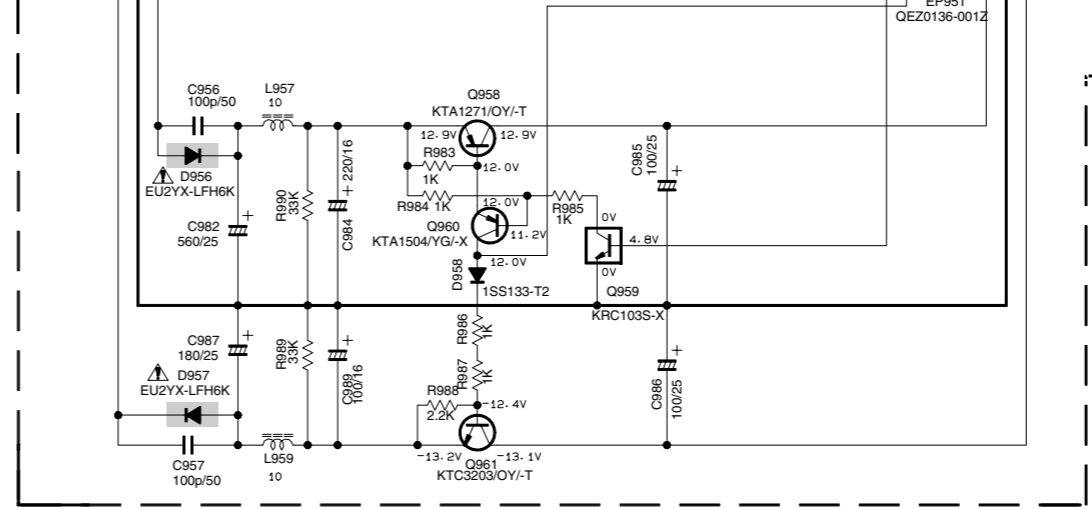 EP951
QEZ0136-001Z
C956
100p/50
L957
10
Q958
KTA1271/OY/-T
12.9V
12.9V
R983
1K
12.0V
C985
100/25
D956
EU2YX-LFH6K
R990
33K
220/16
C984
R984 1K
12.0V
R985
1K
C982
560/25
Q960
KTA1504/YG/-X
11.2V
0V
4.8V
0V
D958
12.0V
1SS133-T2
Q959
KRC103S-X
C987
180/25
D957
EU2YX-LFH6K
R989
33K
C989
100/16
R986
1K
R987
1K
R988
2.2K
-12.4V
C986
100/25
C957
100p/50
L959
10
-13.2V
-13.1V
Q961
KTC3203/OY/-T